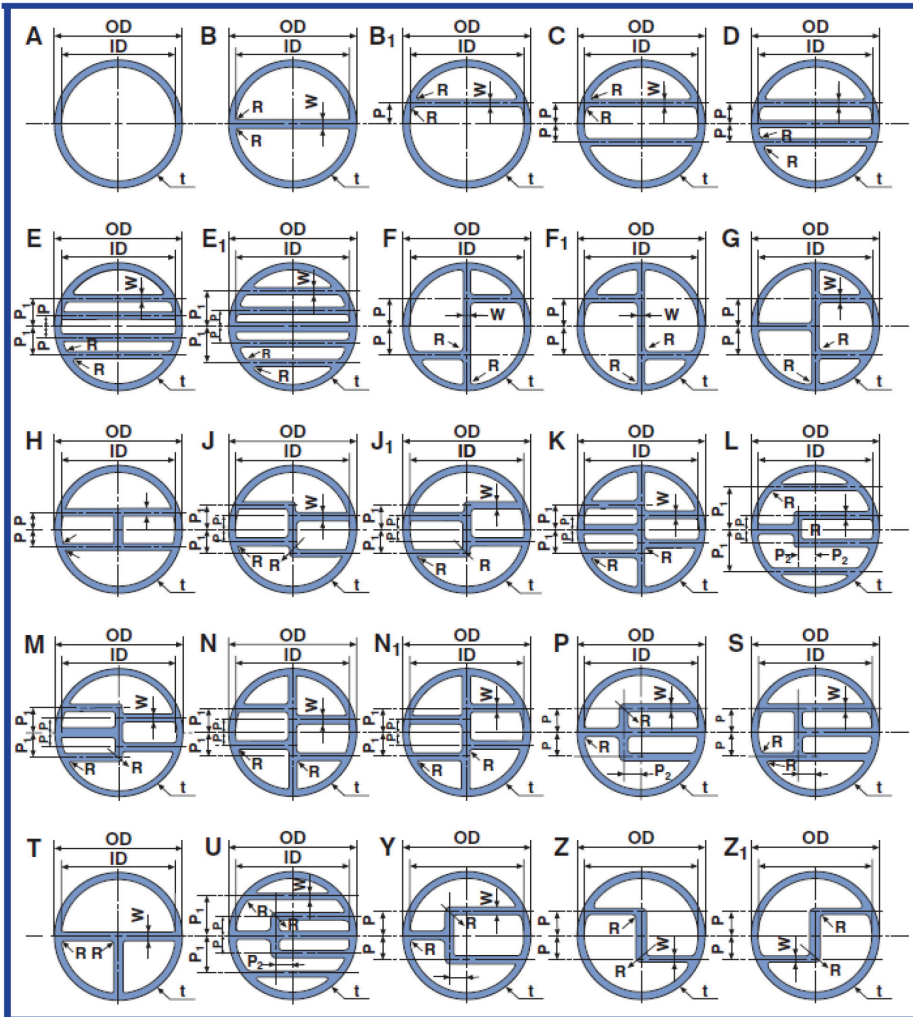 A OD B OD B1 OD C OD D OD
ID ID ID ID ID
W R R
P W R R
P P W R R
P P W R R
t t t t t
E OD E1 OD F OD F1 OD G OD
ID ID ID ID ID
P1 P P P1 W R R
P1 P P P1 W R R
P P W R R
P P W R R
P P W R R
t t t t t
H OD J OD J1 OD K OD L OD
ID ID ID ID ID
P P
P1 P P P1 W R R
P1 P P P1 W R R
P1 P P P1 W R R
P1 P P P1 R R P2 P2
t t t t t
M OD N OD N1 OD P OD S OD
ID ID ID ID ID
P1 P P P1 W R R
P1 P P P1 W R R
P1 P P P1 W R R
P P W R R P2
P P W R R
t t t t t
T OD U OD Y OD Z OD Z1 OD
ID ID
W R R
P1 P P P1 W R R P2
P P W R R
P P W R R
P P W R R
t t t t t